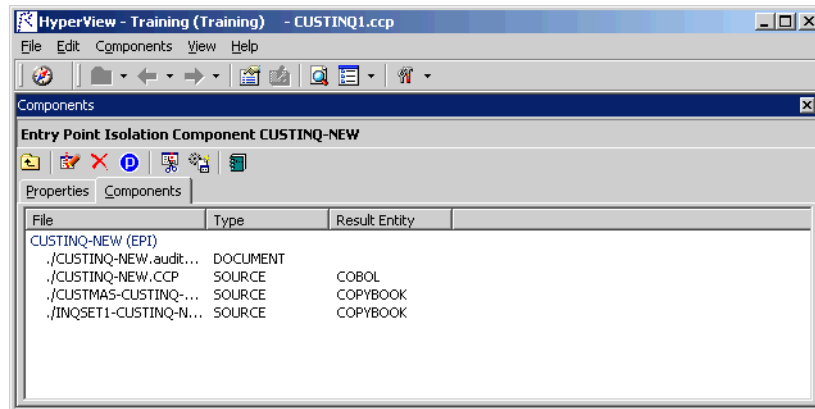 HyperView - Training (Training) - CUSTINQ1.ccp
File Edit Components View Help
Components
Entry Point Isolation Component CUSTINQ-NEW
Properties Components
File Type Result Entity
CUSTINQ-NEW (EPI)
./CUSTINQ-NEW.audit... DOCUMENT
./CUSTINQ-NEW.CCP SOURCE COBOL
./CUSTMAS-CUSTINQ-... SOURCE COPYBOOK
./INQSET1-CUSTINQ-N... SOURCE COPYBOOK